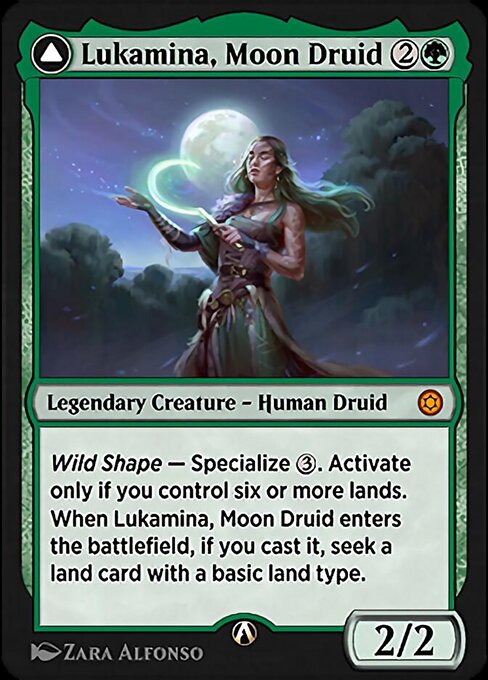 Lukamina, Moon Druid 2
Legendary Creature – Human Druid
Wild Shape — Specialize 3. Activate
only if you control six or more lands.
When Lukamina, Moon Druid enters
the battlefield, if you cast it, seek a
land card with a basic land type.
2/2
ZARA ALFONSO